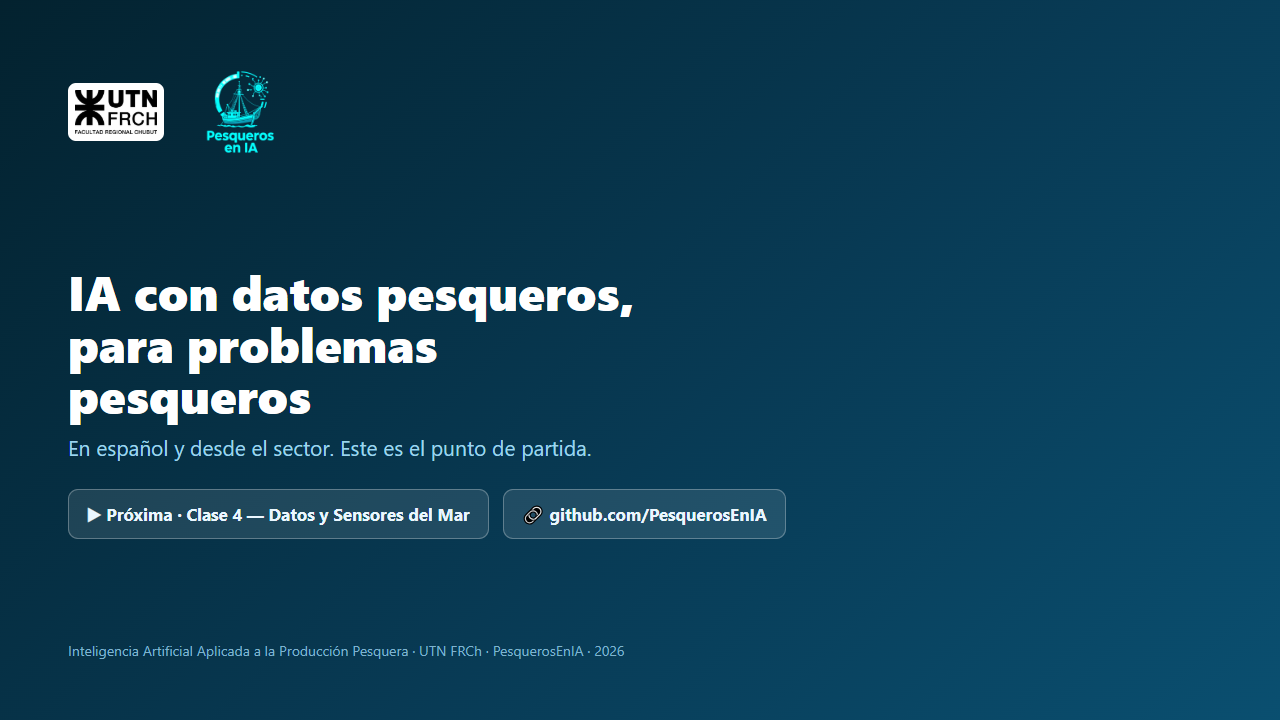 UTN
FRCH
FACULTAD REGIONAL CHUBUT
Pesqueros
en IA
IA con datos pesqueros,
para problemas
pesqueros
En español y desde el sector. Este es el punto de partida.
▶ Próxima · Clase 4 — Datos y Sensores del Mar
🔗 github.com/PesquerosEnIA
Inteligencia Artificial Aplicada a la Producción Pesquera · UTN FRCh · PesquerosEnIA · 2026